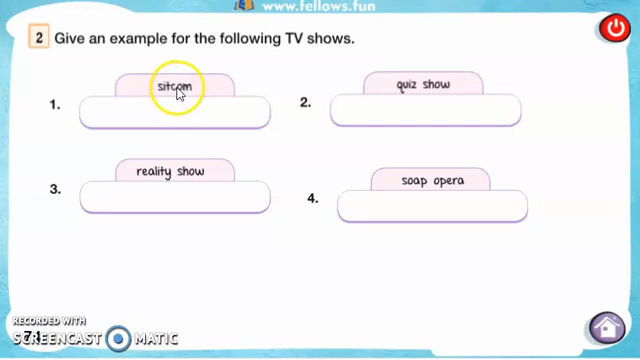 www.fellows.fun
2 Give an example for the following TV shows.
sitcom
1.
quiz show
2.
reality show
3.
soap opera
4.
RECORDED WITH
SCREENCAST MATIC